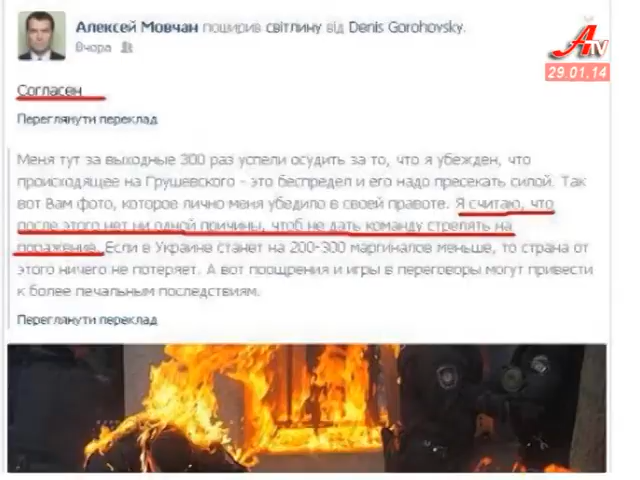 Алексей Мовчан поширив світлину від Denis Gorohovsky.
Вчора
ATV
29.01.14
Согласен
Переглянути переклад
Меня тут за выходные 300 раз успели осудить за то, что я убежден, что
происходящее на Грушевского - это беспредел и его надо пресекать силой. Так
вот Вам фото, которое лично меня убедило в своей правоте. Я считаю, что
после этого нет ни одной причины, чтоб не дать команду стрелять на
поражение. Если в Украине станет на 200-300 маргиналов меньше, то страна от
этого ничего не потеряет. А вот поощрения и игры в переговоры могут привести
к более печальным последствиям.
Переглянути переклад